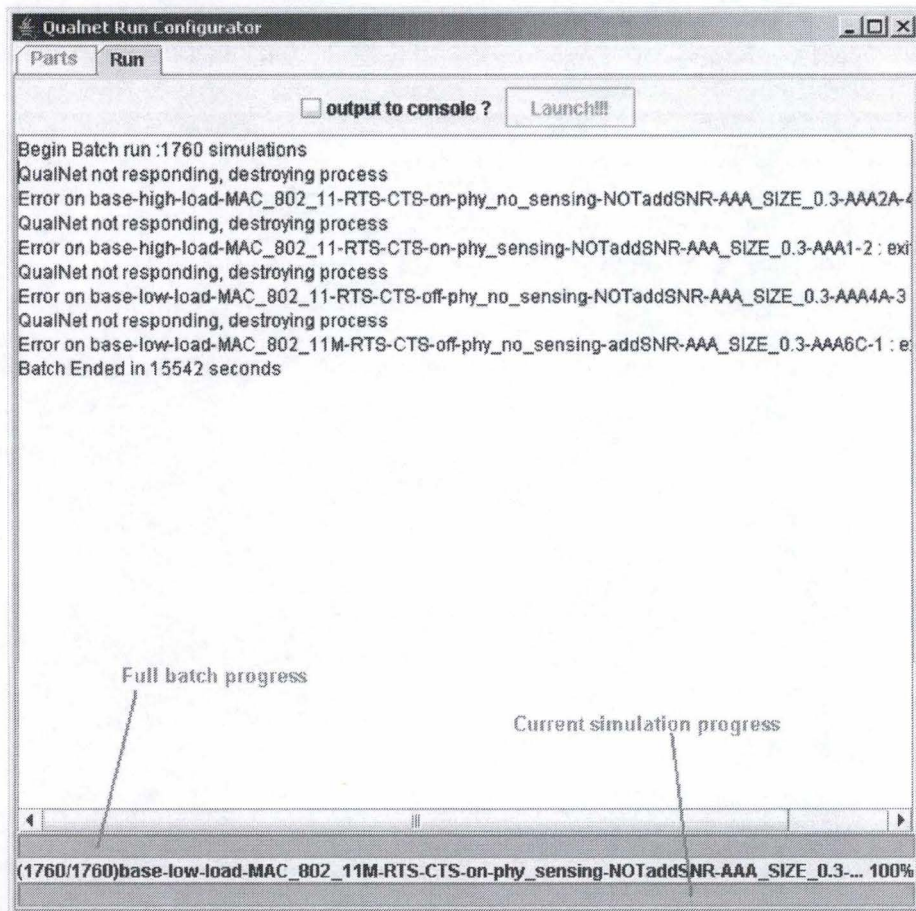 Qualnet Run Configurator
Parts Run
output to console ? Launch!!!
Begin Batch run :1760 simulations
QualNet not responding, destroying process
Error on base-high-load-MAC_802_11-RTS-CTS-on-phy_no_sensing-NOTaddSNR-AAA_SIZE_0.3-AAA2A-4
QualNet not responding, destroying process
Error on base-high-load-MAC_802_11-RTS-CTS-on-phy_sensing-NOTaddSNR-AAA_SIZE_0.3-AAA1-2 : exi
QualNet not responding, destroying process
Error on base-low-load-MAC_802_11-RTS-CTS-off-phy_no_sensing-NOTaddSNR-AAA_SIZE_0.3-AAA4A-3
QualNet not responding, destroying process
Error on base-low-load-MAC_802_11M-RTS-CTS-off-phy_no_sensing-addSNR-AAA_SIZE_0.3-AAA6C-1 : e
Batch Ended in 15542 seconds
Full batch progress
Current simulation progress
(1760/1760)base-low-load-MAC_802_11M-RTS-CTS-on-phy_sensing-NOTaddSNR-AAA_SIZE_0.3-... 100%